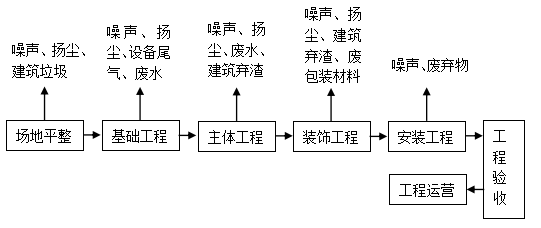 噪声、扬尘、
建筑垃圾
噪声、扬
尘、设备尾
气、废水
噪声、扬
尘、废水、
建筑弃渣
噪声、扬
尘、建筑
弃渣、废
包装材料
噪声、废弃物
场地平整
基础工程
主体工程
装饰工程
安装工程
工
程
验
收
工程运营